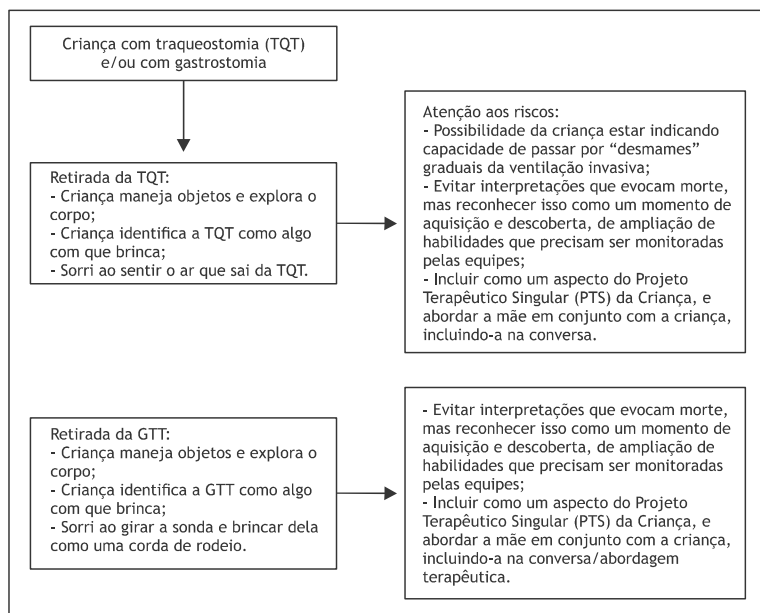 Criança com traqueostomia (TQT)
e/ou com gastrostomia
Retirada da TQT:
- Criança maneja objetos e explora o
corpo;
- Criança identifica a TQT como algo
com que brinca;
- Sorri ao sentir o ar que sai da TQT.
Atenção aos riscos:
- Possibilidade da criança estar indicando
capacidade de passar por “desmames”
graduais da ventilação invasiva;
- Evitar interpretações que evocam morte,
mas reconhecer isso como um momento de
aquisição e descoberta, de ampliação de
habilidades que precisam ser monitoradas
pelas equipes;
- Incluir como um aspecto do Projeto
Terapêutico Singular (PTS) da Criança, e
abordar a mãe em conjunto com a criança,
incluindo-a na conversa.
Retirada da GTT:
- Criança maneja objetos e explora o
corpo;
- Criança identifica a GTT como algo
com que brinca;
- Sorri ao girar a sonda e brincar dela
como uma corda de rodeio.
- Evitar interpretações que evocam morte,
mas reconhecer isso como um momento de
aquisição e descoberta, de ampliação de
habilidades que precisam ser monitoradas
pelas equipes;
- Incluir como um aspecto do Projeto
Terapêutico Singular (PTS) da Criança, e
abordar a mãe em conjunto com a criança,
incluindo-a na conversa/abordagem
terapêutica.